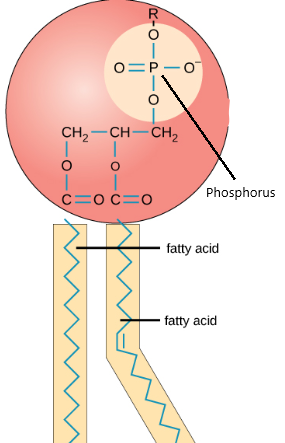 R
O
O=P—O⁻
O
CH₂—CH—CH₂
O O
C=O C=O
Phosphorus
fatty acid
fatty acid